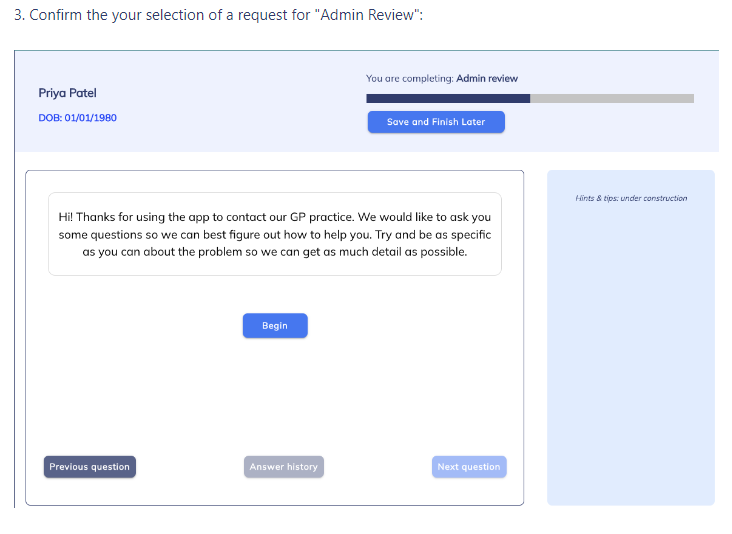 3. Confirm the your selection of a request for "Admin Review":
Priya Patel
DOB: 01/01/1980
You are completing: Admin review
Save and Finish Later
Hi! Thanks for using the app to contact our GP practice. We would like to ask you
some questions so we can best figure out how to help you. Try and be as specific
as you can about the problem so we can get as much detail as possible.
Begin
Previous question
Answer history
Next question
Hints & tips: under construction